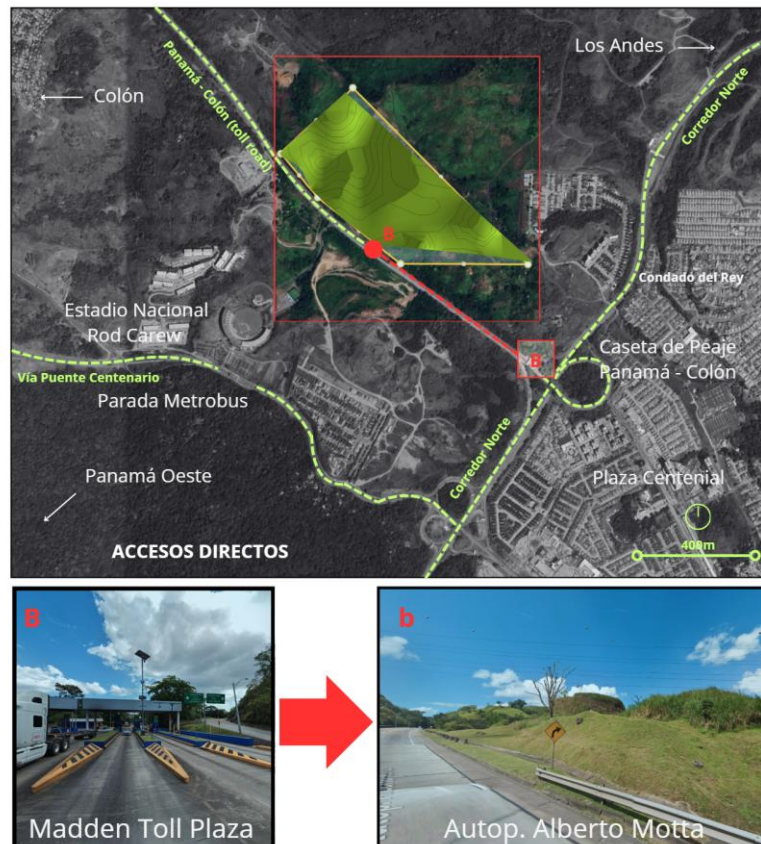 Los Andes
Corredor Norte
Colón
Panamá - Colón (toll road)
B
Condado del Rey
Estadio Nacional
Rod Carew
B
Caseta de Peaje
Panamá - Colón
Vía Puente Centenario
Parada Metrobus
Corredor Norte
Panamá Oeste
Plaza Centenial
400m
ACCESOS DIRECTOS
B
Madden Toll Plaza
b
Autop. Alberto Motta